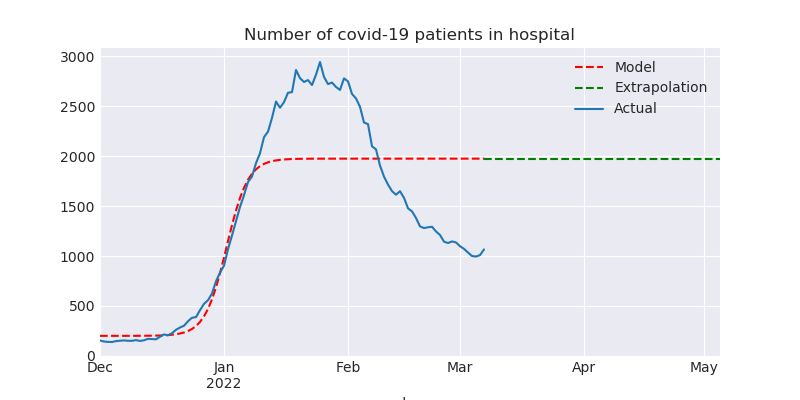 Number of covid-19 patients in hospital
3000
2500
2000
1500
1000
500
0
Model
Extrapolation
Actual
Dec
Jan
2022
Feb
Mar
Apr
May